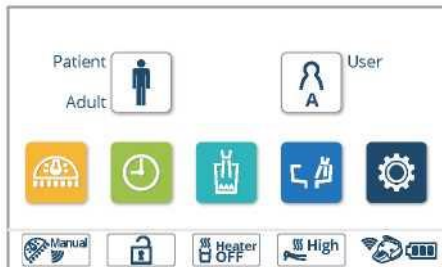 Patient
Adult
User
A
Manual
Heater
OFF
High